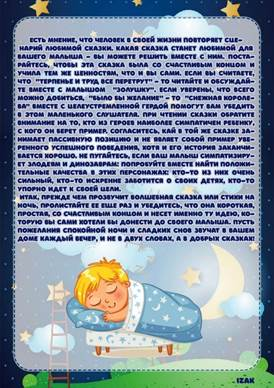 ЕСТЬ МНЕНИЕ, ЧТО ЧЕЛОВЕК В СВОЕЙ ЖИЗНИ ПОВТОРЯЕТ СЦЕ-
НАРИЙ ЛЮБИМОЙ СКАЗКИ. КАКАЯ СКАЗКА СТАНЕТ ЛЮБИМОЙ ДЛЯ
ВАШЕГО МАЛЫША - ВЫ МОЖЕТЕ РЕШИТЬ ВМЕСТЕ С НИМ. ПОСТА-
РАЙТЕСЬ, ЧТОБЫ ЭТА СКАЗКА БЫЛА СО СЧАСТЛИВЫМ КОНЦОМ И
УЧИЛА ТЕМ ЖЕ ЦЕННОСТЯМ, ЧТО И ВЫ САМИ. ЕСЛИ ВЫ СЧИТАЕТЕ,
ЧТО "ТЕРПЕНЬЕ И ТРУД ВСЕ ПЕРЕТРУТ" - ТО ЧИТАЙТЕ И ОБСУЖДАЙ-
ТЕ ВМЕСТЕ С МАЛЫШОМ "ЗОЛУШКУ". ЕСЛИ УВЕРЕНЫ, ЧТО ВСЕГО
МОЖНО ДОБИТЬСЯ, "БЫЛО БЫ ЖЕЛАНИЕ" - ТО "СНЕЖНАЯ КОРОЛЕ-
ВА" ВМЕСТЕ С ЦЕЛЕУСТРЕМЛЕННОЙ ГЕРДОЙ ПОМОГУТ ВАМ УБЕДИТЬ
В ЭТОМ МАЛЕНЬКОГО СЛУШАТЕЛЯ. ПРИ ЧТЕНИИ СКАЗКИ ОБРАТИТЕ
ВНИМАНИЕ НА ТО, КТО ИЗ ГЕРОЕВ НАИБОЛЕЕ СИМПАТИЧЕН РЕБЕНКУ,
С КОГО ОН БЕРЕТ ПРИМЕР. СОГЛАСИТЕСЬ, КАЙ В ТОЙ ЖЕ СКАЗКЕ ЗА-
НИМАЕТ ПАССИВНУЮ ПОЗИЦИЮ И НЕ ЯВЛЯЕТ СОБОЙ ПРИМЕР УВЕ-
РЕННОГО УСПЕШНОГО ПОВЕДЕНИЯ, ХОТЯ И ЕГО ИСТОРИЯ ЗАКАНЧИ-
ВАЕТСЯ ХОРОШО. НЕ ПУГАЙТЕСЬ, ЕСЛИ ВАШ МАЛЫШ СИМПАТИЗИРУ-
ЕТ ЗЛОДЕЯМ И ДИНОЗАВРАМ: ПОПРОБУЙТЕ ВМЕСТЕ НАЙТИ ПОЛОЖИ-
ТЕЛЬНЫЕ КАЧЕСТВА В ЭТИХ ПЕРСОНАЖАХ: КТО-ТО ИЗ НИХ ОЧЕНЬ
СИЛЬНЫЙ, КТО-ТО ИСКРЕННЕ ЗАБОТИТСЯ О СВОИХ ДЕТЯХ, КТО-ТО
УПОРНО ИДЕТ К СВОЕЙ ЦЕЛИ.
ИТАК, ПРЕЖДЕ ЧЕМ ПРОЗВУЧИТ ВОЛШЕБНАЯ СКАЗКА ИЛИ СТИХИ НА
НОЧЬ, ПРОЛИСТАЙТЕ ЕЕ ЕЩЕ РАЗ И УБЕДИТЕСЬ, ЧТО ОНА КОРОТКАЯ,
ПРОСТАЯ, СО СЧАСТЛИВЫМ КОНЦОМ И НЕСЕТ ИМЕННО ТУ ИДЕЮ, КО-
ТОРУЮ ВЫ САМИ ХОТЕЛИ БЫ ДОНЕСТИ ДО СВОЕГО МАЛЫША. ПУСТЬ
ПОЖЕЛАНИЯ СПОКОЙНОЙ НОЧИ И СЛАДКИХ СНОВ ЗВУЧАТ В ВАШЕМ
ДОМЕ КАЖДЫЙ ВЕЧЕР, И НЕ В ДВУХ СЛОВАХ, А В ДОБРЫХ СКАЗКАХ!
IZAK